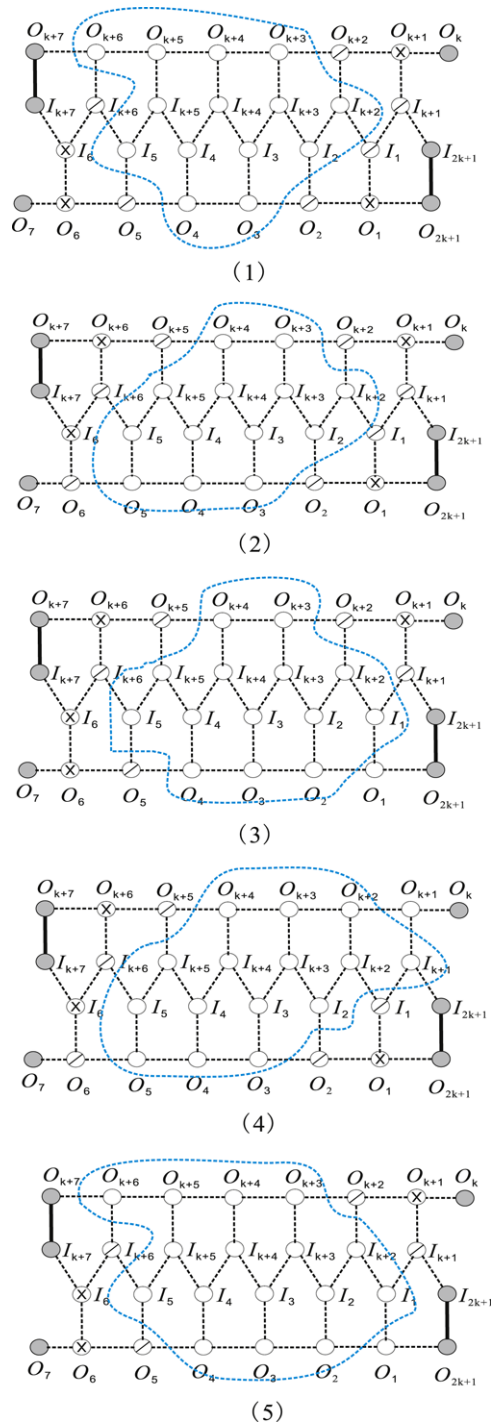 O_{k+7} O_{k+6} O_{k+5} O_{k+4} O_{k+3} O_{k+2} O_{k+1} O_k
I_{k+7} I_{k+6} I_{k+5} I_{k+4} I_{k+3} I_{k+2} I_{k+1}
I_6 I_5 I_4 I_3 I_2 I_1 I_{2k+1}
O_7 O_6 O_5 O_4 O_3 O_2 O_1 O_{2k+1}
(1)
O_{k+7} O_{k+6} O_{k+5} O_{k+4} O_{k+3} O_{k+2} O_{k+1} O_k
I_{k+7} I_{k+6} I_{k+5} I_{k+4} I_{k+3} I_{k+2} I_{k+1}
I_6 I_5 I_4 I_3 I_2 I_1 I_{2k+1}
O_7 O_6 O_5 O_4 O_3 O_2 O_1 O_{2k+1}
(2)
O_{k+7} O_{k+6} O_{k+5} O_{k+4} O_{k+3} O_{k+2} O_{k+1} O_k
I_{k+7} I_{k+6} I_{k+5} I_{k+4} I_{k+3} I_{k+2} I_{k+1}
I_6 I_5 I_4 I_3 I_2 I_1 I_{2k+1}
O_7 O_6 O_5 O_4 O_3 O_2 O_1 O_{2k+1}
(3)
O_{k+7} O_{k+6} O_{k+5} O_{k+4} O_{k+3} O_{k+2} O_{k+1} O_k
I_{k+7} I_{k+6} I_{k+5} I_{k+4} I_{k+3} I_{k+2} I_{k+1}
I_6 I_5 I_4 I_3 I_2 I_1 I_{2k+1}
O_7 O_6 O_5 O_4 O_3 O_2 O_1 O_{2k+1}
(4)
O_{k+7} O_{k+6} O_{k+5} O_{k+4} O_{k+3} O_{k+2} O_{k+1} O_k
I_{k+7} I_{k+6} I_{k+5} I_{k+4} I_{k+3} I_{k+2} I_{k+1}
I_6 I_5 I_4 I_3 I_2 I_1 I_{2k+1}
O_7 O_6 O_5 O_4 O_3 O_2 O_1 O_{2k+1}
(5)